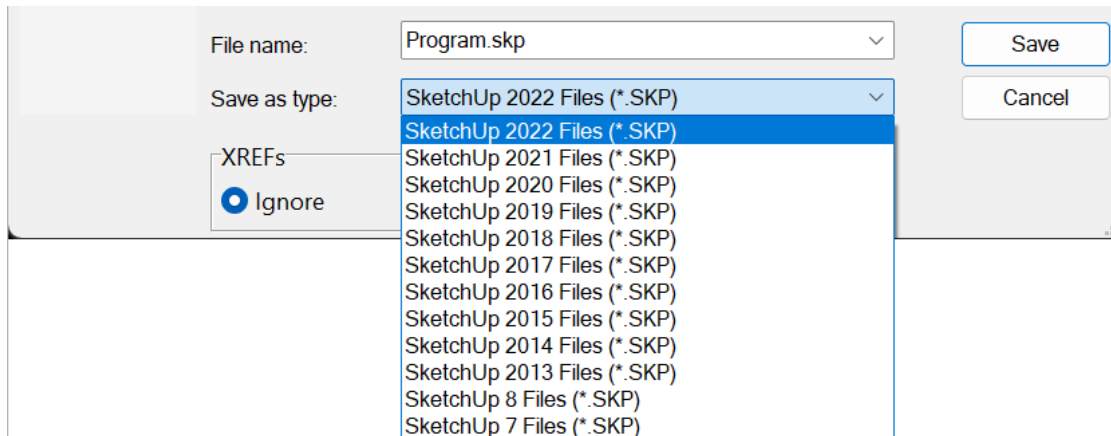 File name:
Program.skp
Save
Save as type:
SketchUp 2022 Files (*.SKP)
Cancel
SketchUp 2022 Files (*.SKP)
XREFs
SketchUp 2021 Files (*.SKP)
SketchUp 2020 Files (*.SKP)
Ignore
SketchUp 2019 Files (*.SKP)
SketchUp 2018 Files (*.SKP)
SketchUp 2017 Files (*.SKP)
SketchUp 2016 Files (*.SKP)
SketchUp 2015 Files (*.SKP)
SketchUp 2014 Files (*.SKP)
SketchUp 2013 Files (*.SKP)
SketchUp 8 Files (*.SKP)
SketchUp 7 Files (*.SKP)